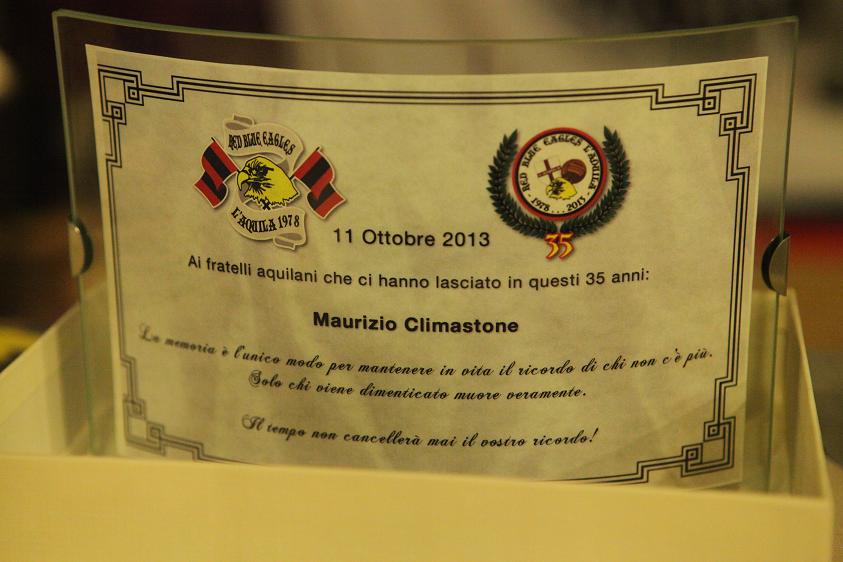 RED BLUE EAGLES
L'AQUILA 1978
RED BLUE EAGLES L'AQUILA
- 1978 . . . 2013 -
35
11 Ottobre 2013
Ai fratelli aquilani che ci hanno lasciato in questi 35 anni:
Maurizio Climastone
La memoria è l'unico modo per mantenere in vita il ricordo di chi non c'è più.
Solo chi viene dimenticato muore veramente.
Il tempo non cancellerà mai il vostro ricordo!